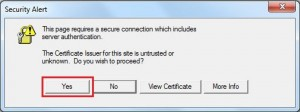 Security Alert
This page requires a secure connection which includes
server authentication.
The Certificate Issuer for this site is untrusted or
unknown. Do you wish to proceed?
Yes No View Certificate More Info